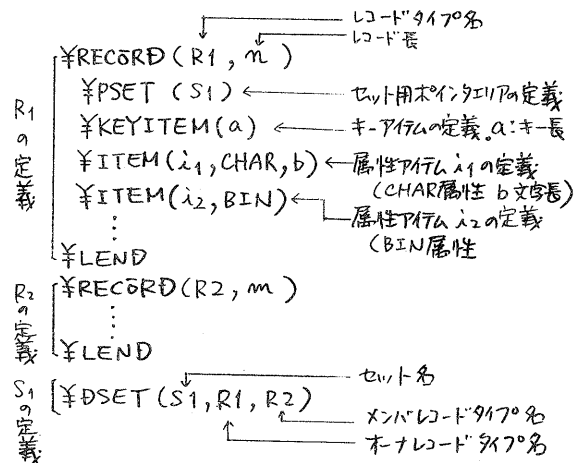 レコードタイプ名
レコード長
¥RECORD(R1, n)
¥PSET (S1) セット用ポインタエリアの定義
¥KEYITEM(a) キーアイテムの定義。a:キー長
¥ITEM(i1,CHAR,b) 属性アイテム i1の定義
(CHAR属性 b文字長)
¥ITEM(i2,BIN) 属性アイテム i2の定義
(BIN属性
⋮
¥LEND
R1の定義
¥RECORD(R2, m)
⋮
¥LEND
R2の定義
セット名
¥DSET (S1,R1,R2)
メンバレコードタイプ名
オーナレコードタイプ名
S1の定義